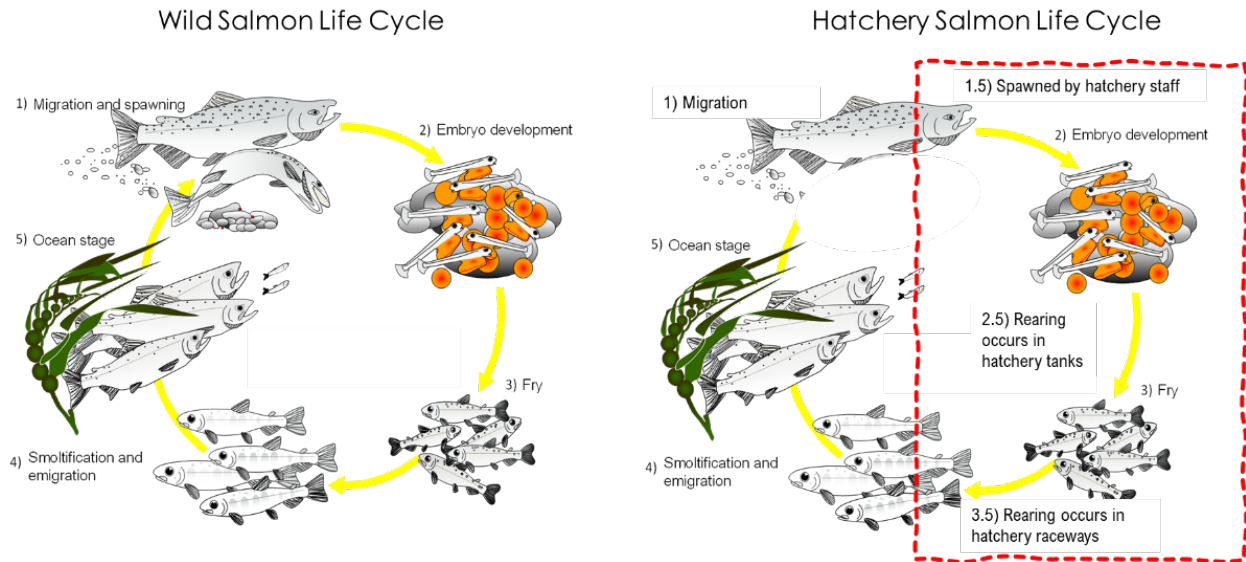 Wild Salmon Life Cycle
1) Migration and spawning
2) Embryo development
5) Ocean stage
3) Fry
4) Smoltification and
emigration
Hatchery Salmon Life Cycle
1.5) Spawned by hatchery staff
1) Migration
2) Embryo development
5) Ocean stage
2.5) Rearing
occurs in
hatchery tanks
3) Fry
4) Smoltification and
emigration
3.5) Rearing occurs in
hatchery raceways